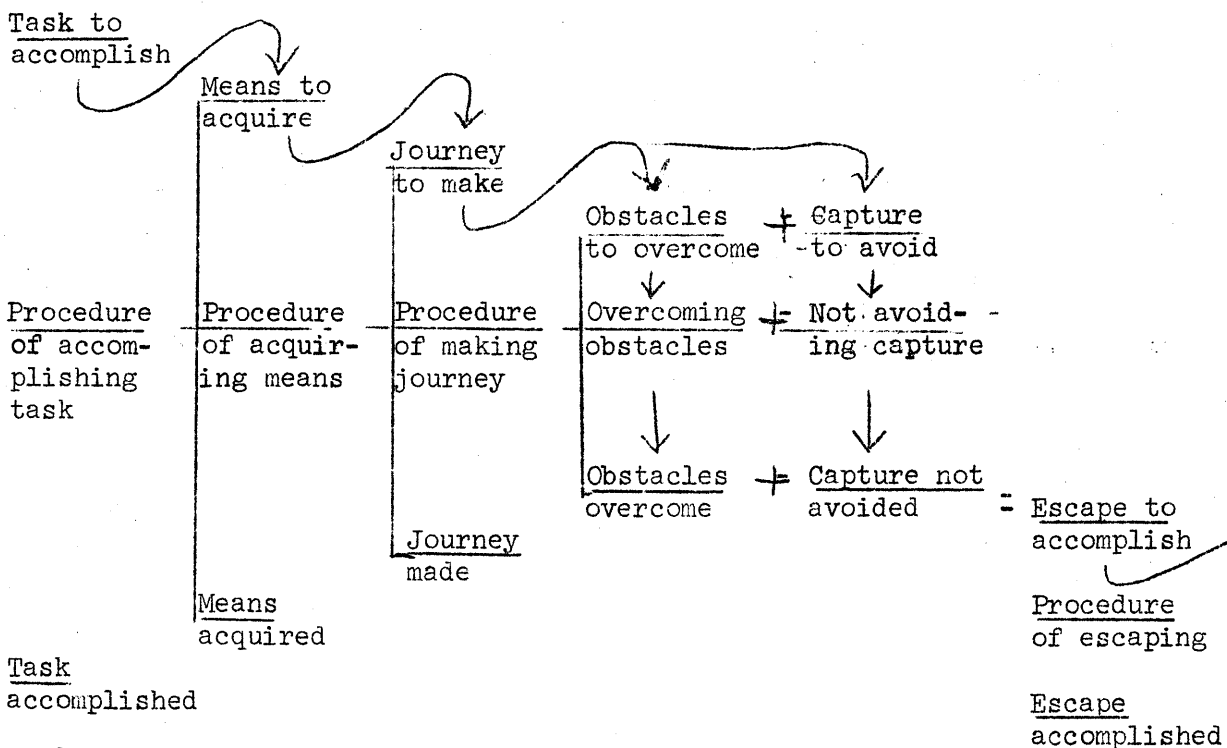 Task to
accomplish
Means to
acquire
Journey
to make
Obstacles + Capture
to overcome to avoid
Procedure Procedure Procedure Overcoming + Not avoid-
of accom- of acquir- of making obstacles ing capture
plishing ing means journey
task
Obstacles + Capture not
overcome avoided = Escape to
accomplish
Journey
made
Means
acquired
Procedure
of escaping
Task
accomplished
Escape
accomplished